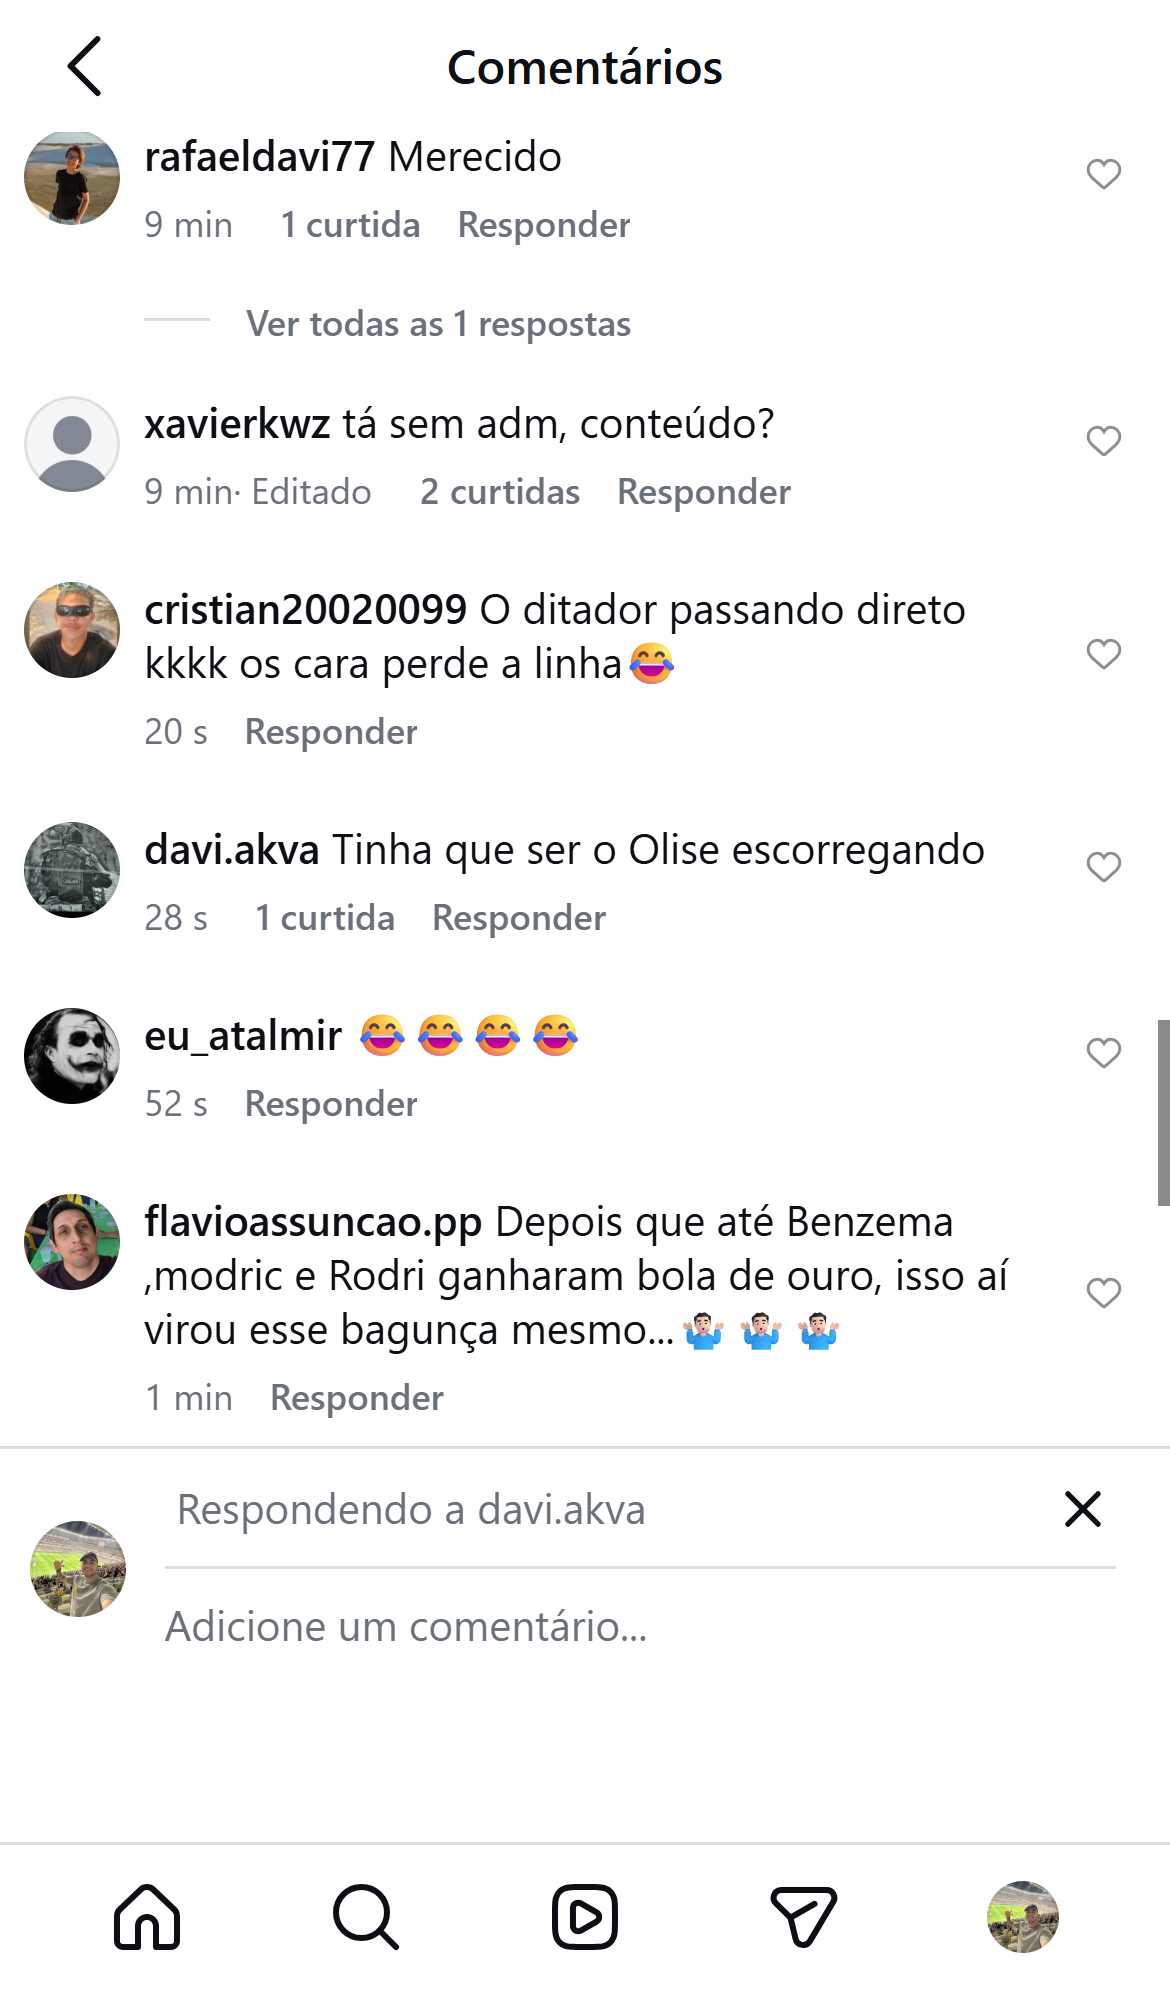 Comentários
rafaeldavi77 Merecido
9 min 1 curtida Responder
Ver todas as 1 respostas
xavierkwz tá sem adm, conteúdo?
9 min· Editado 2 curtidas Responder
cristian20020099 O ditador passando direto
kkkk os cara perde a linha😂
20 s Responder
davi.akva Tinha que ser o Olise escorregando
28 s 1 curtida Responder
eu_atalmir 😂😂😂😂
52 s Responder
flavioassuncao.pp Depois que até Benzema
,modric e Rodri ganharam bola de ouro, isso aí
virou esse bagunça mesmo...🤷🏻‍♂️🤷🏻‍♂️🤷🏻‍♂️
1 min Responder
Respondendo a davi.akva
Adicione um comentário...